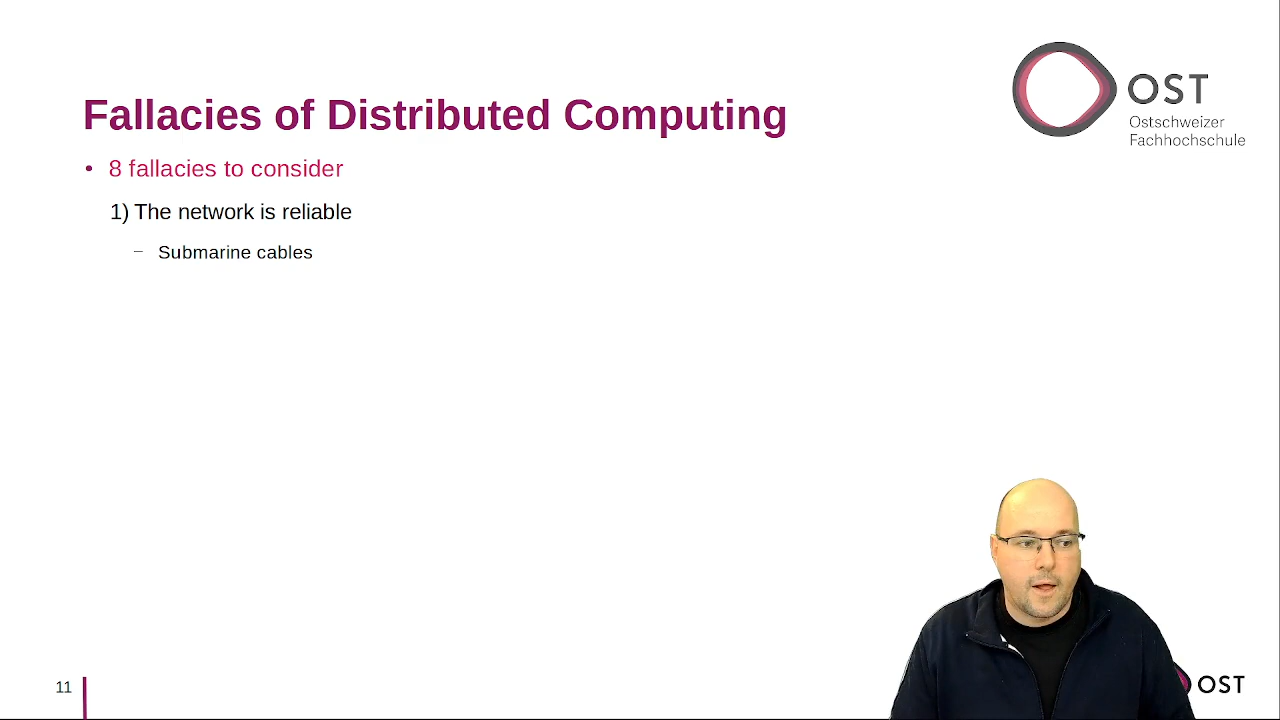 Fallacies of Distributed Computing
OST
Ostschweizer
Fachhochschule
• 8 fallacies to consider
1) The network is reliable
– Submarine cables
11
OST